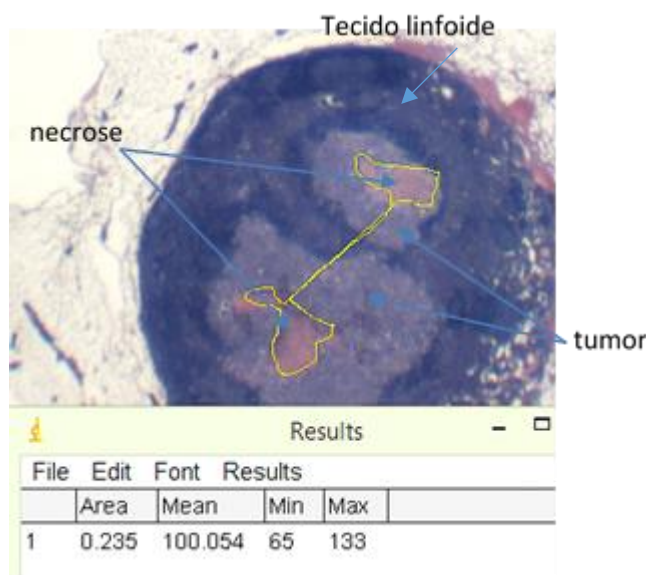 Tecido linfoide
necrose
tumor
Results
File Edit Font Results
Area Mean Min Max
1 0.235 100.054 65 133